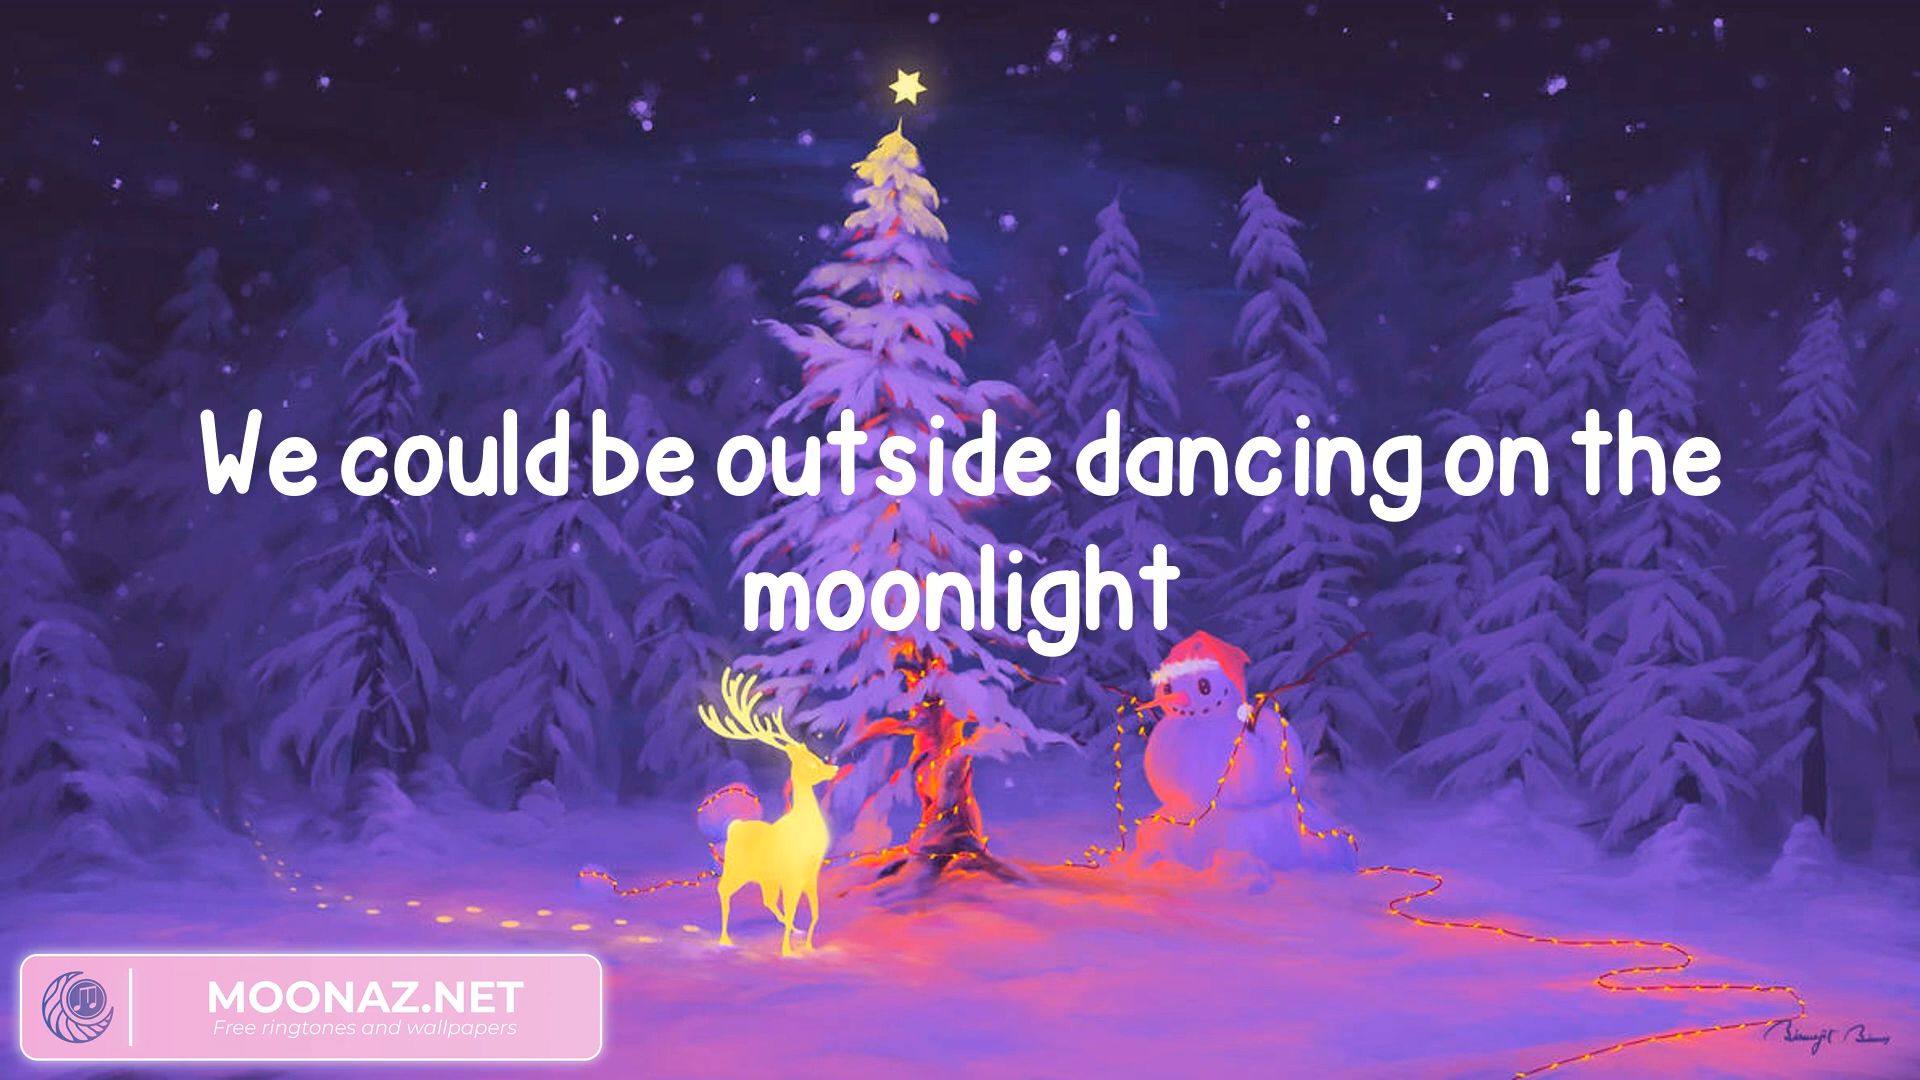 We could be outside dancing on the
moonlight
MOONAZ.NET
Free ringtones and wallpapers